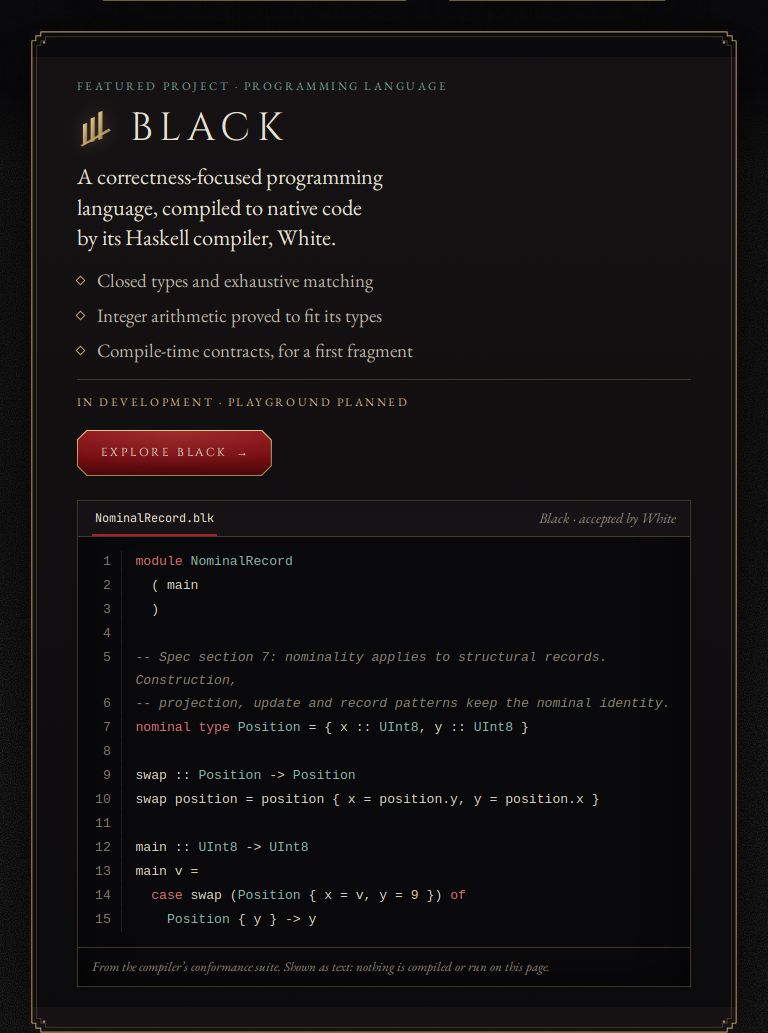 FEATURED PROJECT · PROGRAMMING LANGUAGE
BLACK
A correctness-focused programming
language, compiled to native code
by its Haskell compiler, White.
Closed types and exhaustive matching
Integer arithmetic proved to fit its types
Compile-time contracts, for a first fragment
IN DEVELOPMENT · PLAYGROUND PLANNED
EXPLORE BLACK →
NominalRecord.blk Black · accepted by White
1 module NominalRecord
2   ( main
3   )
4
5 -- Spec section 7: nominality applies to structural records.
Construction,
6 -- projection, update and record patterns keep the nominal identity.
7 nominal type Position = { x :: UInt8, y :: UInt8 }
8
9 swap :: Position -> Position
10 swap position = position { x = position.y, y = position.x }
11
12 main :: UInt8 -> UInt8
13 main v =
14   case swap (Position { x = v, y = 9 }) of
15     Position { y } -> y
From the compiler’s conformance suite. Shown as text: nothing is compiled or run on this page.